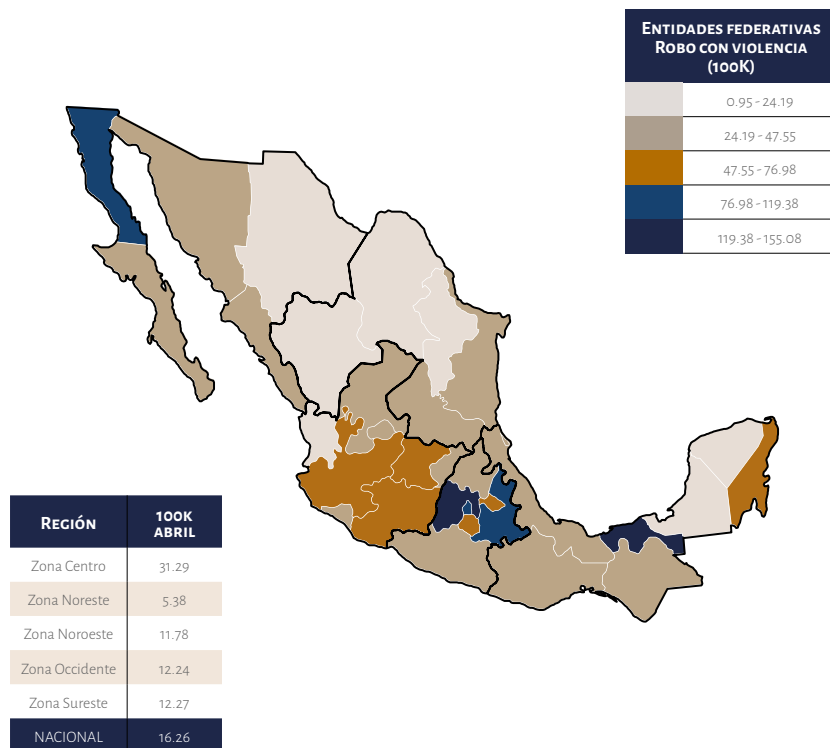 Entidades federativas
Robo con violencia
(100K)
0.95 - 24.19
24.19 - 47.55
47.55 - 76.98
76.98 - 119.38
119.38 - 155.08
Región 100K ABRIL
Zona Centro 31.29
Zona Noreste 5.38
Zona Noroeste 11.78
Zona Occidente 12.24
Zona Sureste 12.27
NACIONAL 16.26